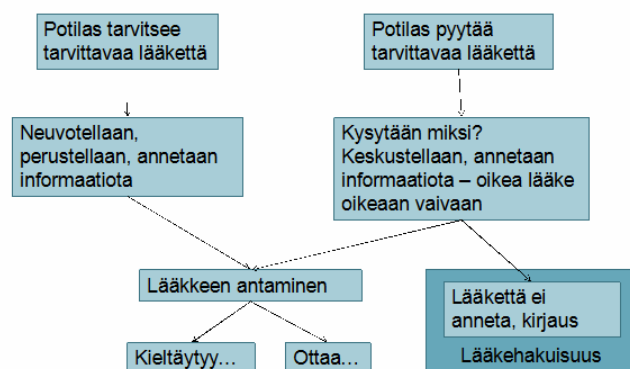 Potilas tarvitsee
tarvittavaa lääkettä
Potilas pyytää
tarvittavaa lääkettä
Neuvotellaan,
perustellaan, annetaan
informaatiota
Kysytään miksi?
Keskustellaan, annetaan
informaatiota – oikea lääke
oikeaan vaivaan
Lääkkeen antaminen
Lääkettä ei
anneta, kirjaus
Kieltäytyy...
Ottaa...
Lääkehakuisuus